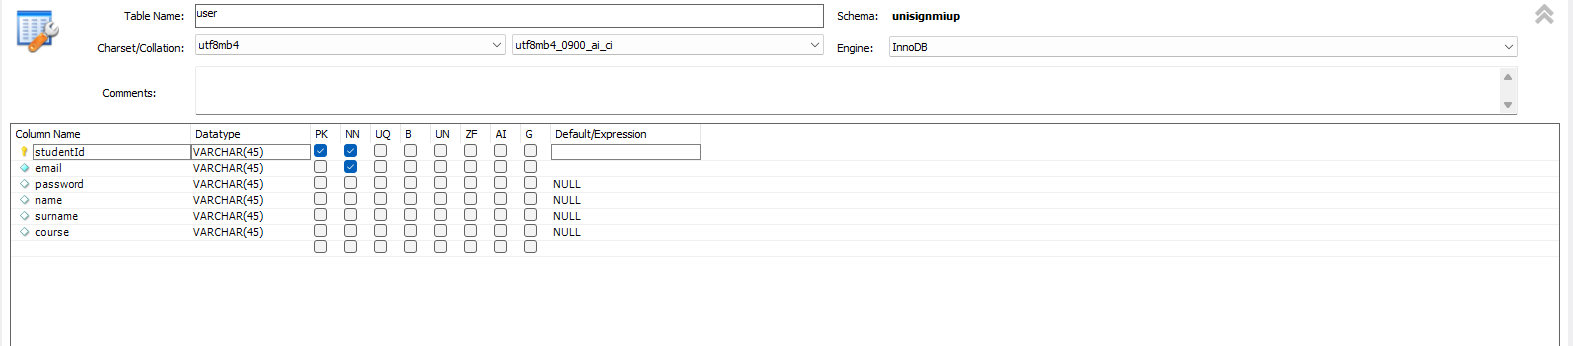 Table Name: user Schema: unisignmiup
Charset/Collation: utf8mb4 utf8mb4_0900_ai_ci Engine: InnoDB
Comments:
Column Name Datatype PK NN UQ B UN ZF AI G Default/Expression
studentId VARCHAR(45)
email VARCHAR(45)
password VARCHAR(45) NULL
name VARCHAR(45) NULL
surname VARCHAR(45) NULL
course VARCHAR(45) NULL